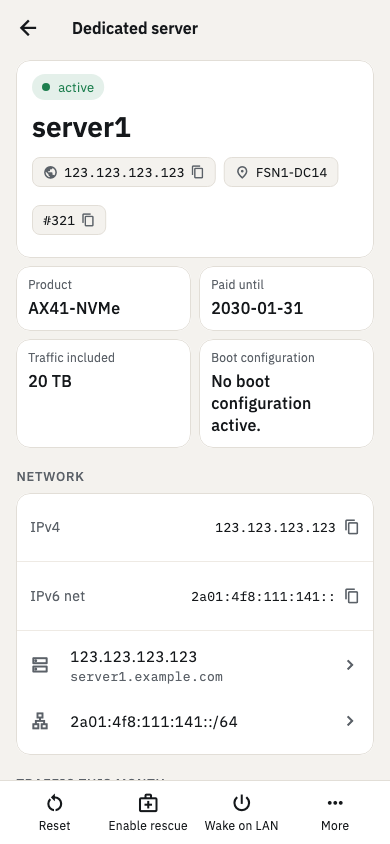 Dedicated server
active
server1
123.123.123.123
FSN1-DC14
#321
Product
AX41-NVMe
Paid until
2030-01-31
Traffic included
20 TB
Boot configuration
No boot
configuration
active.
NETWORK
IPv4
123.123.123.123
IPv6 net
2a01:4f8:111:141::
123.123.123.123
server1.example.com
2a01:4f8:111:141::/64
Reset
Enable rescue
Wake on LAN
More